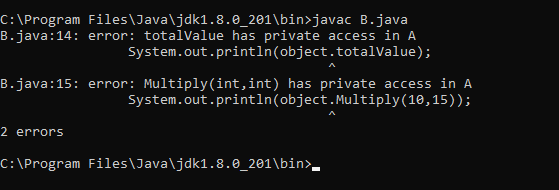 C:\Program Files\Java\jdk1.8.0_201\bin>javac B.java
B.java:14: error: totalValue has private access in A
                System.out.println(object.totalValue);
                                         ^
B.java:15: error: Multiply(int,int) has private access in A
                System.out.println(object.Multiply(10,15));
                                         ^
2 errors
C:\Program Files\Java\jdk1.8.0_201\bin>